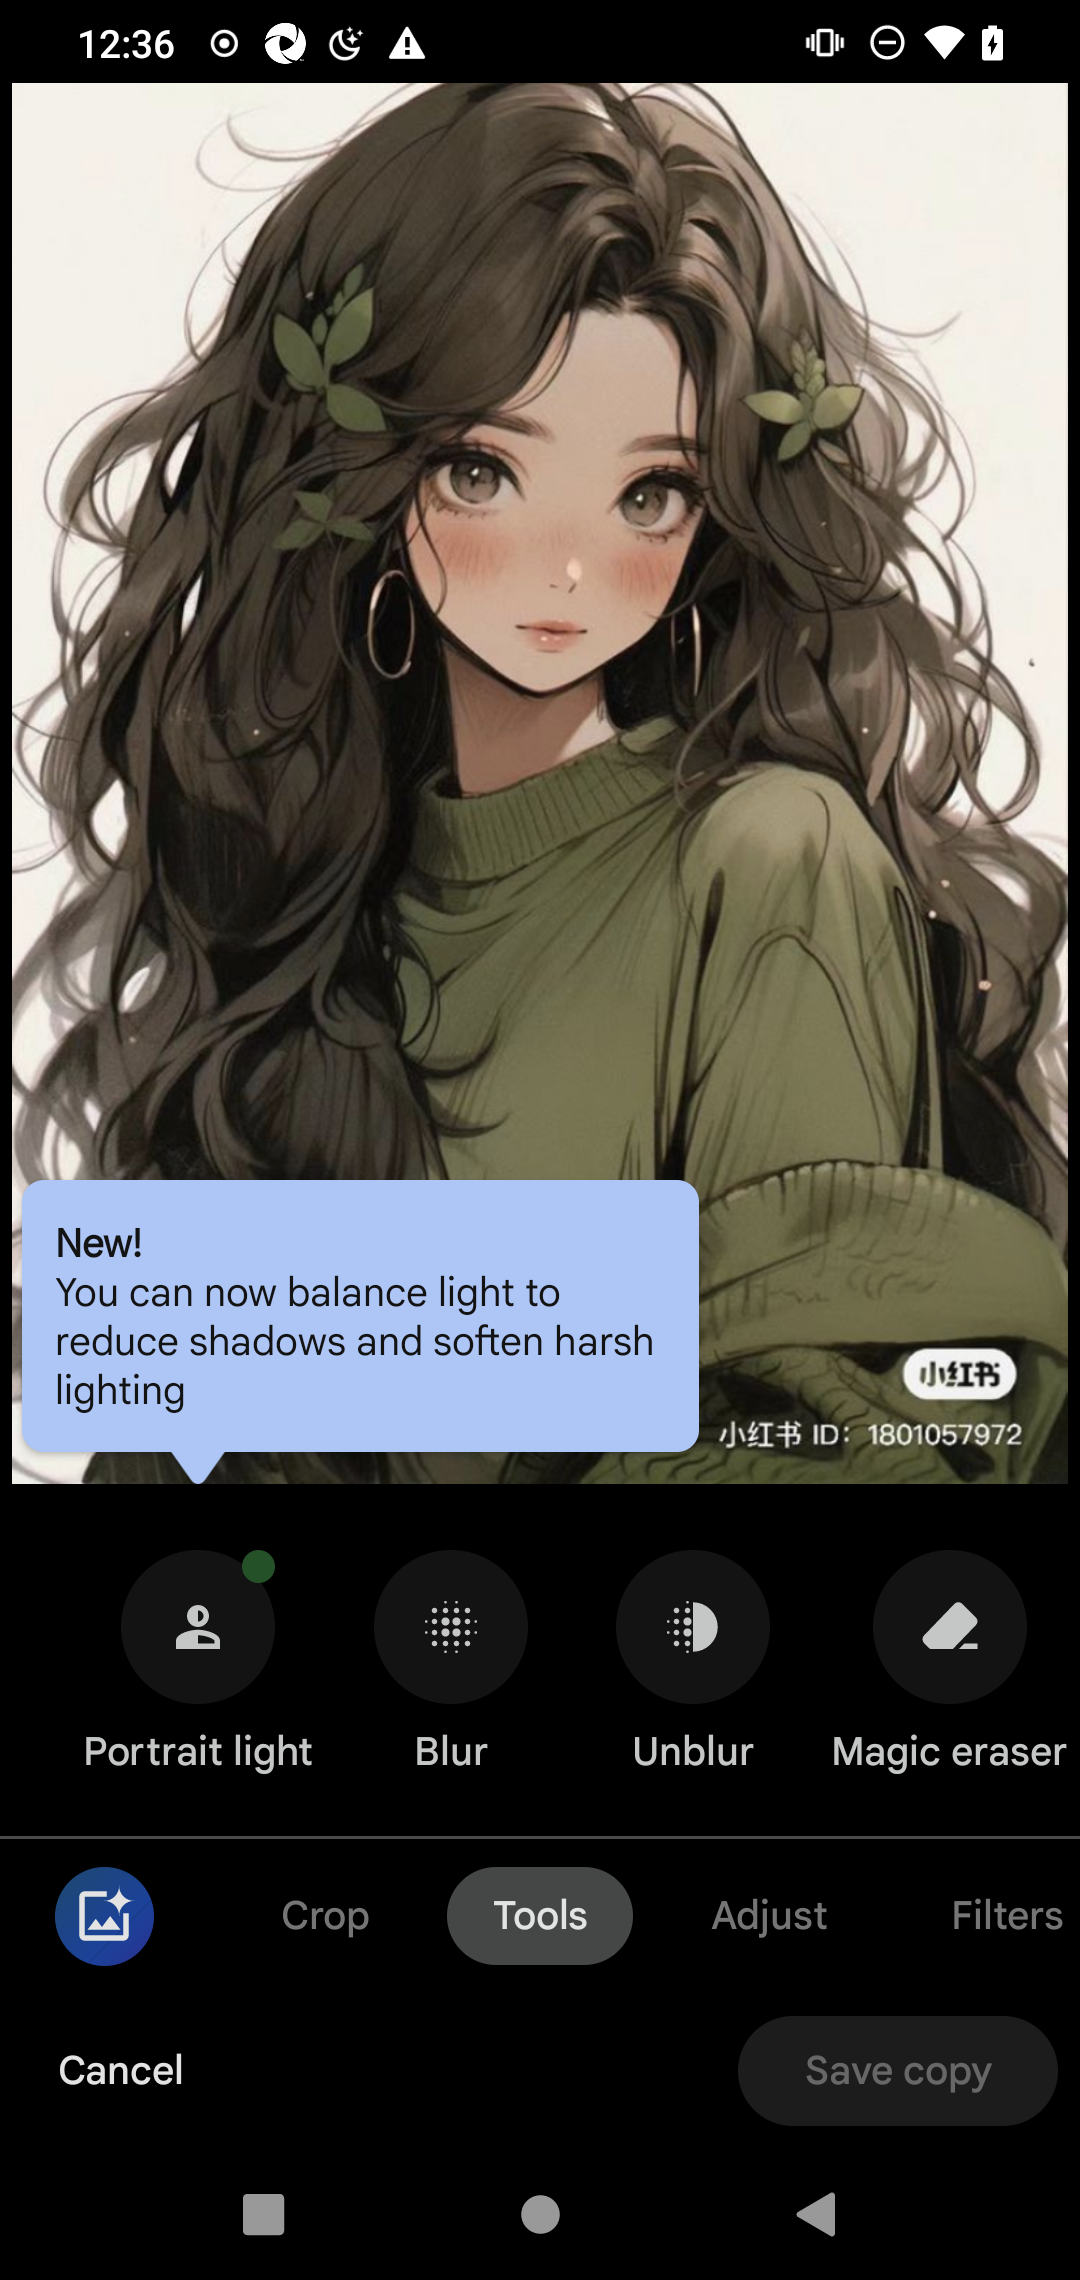 12:36
New!
You can now balance light to
reduce shadows and soften harsh
lighting
小红书
小红书 ID: 1801057972
Portrait light
Blur
Unblur
Magic eraser
Crop
Tools
Adjust
Filters
Cancel
Save copy